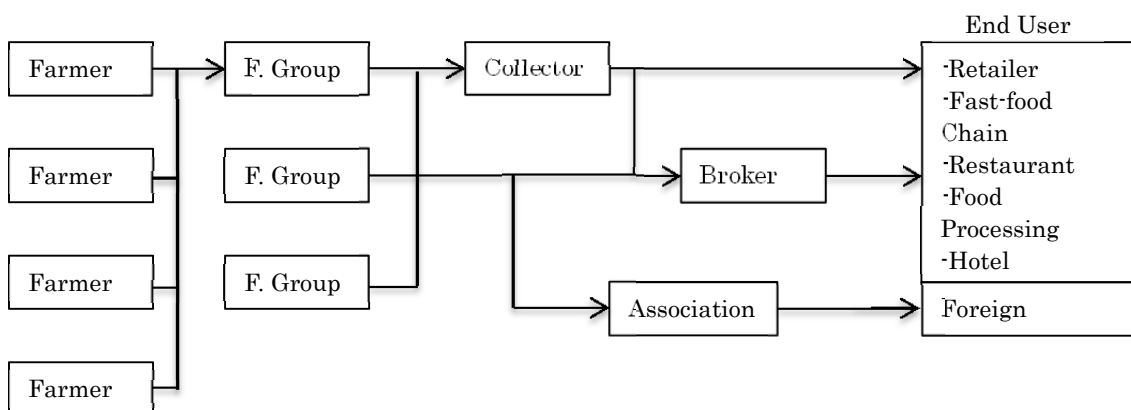 End User
Farmer
F. Group
Collector
-Retailer
-Fast-food
Chain
-Restaurant
-Food
Processing
-Hotel
Farmer
F. Group
Broker
Farmer
F. Group
Association
Foreign
Farmer